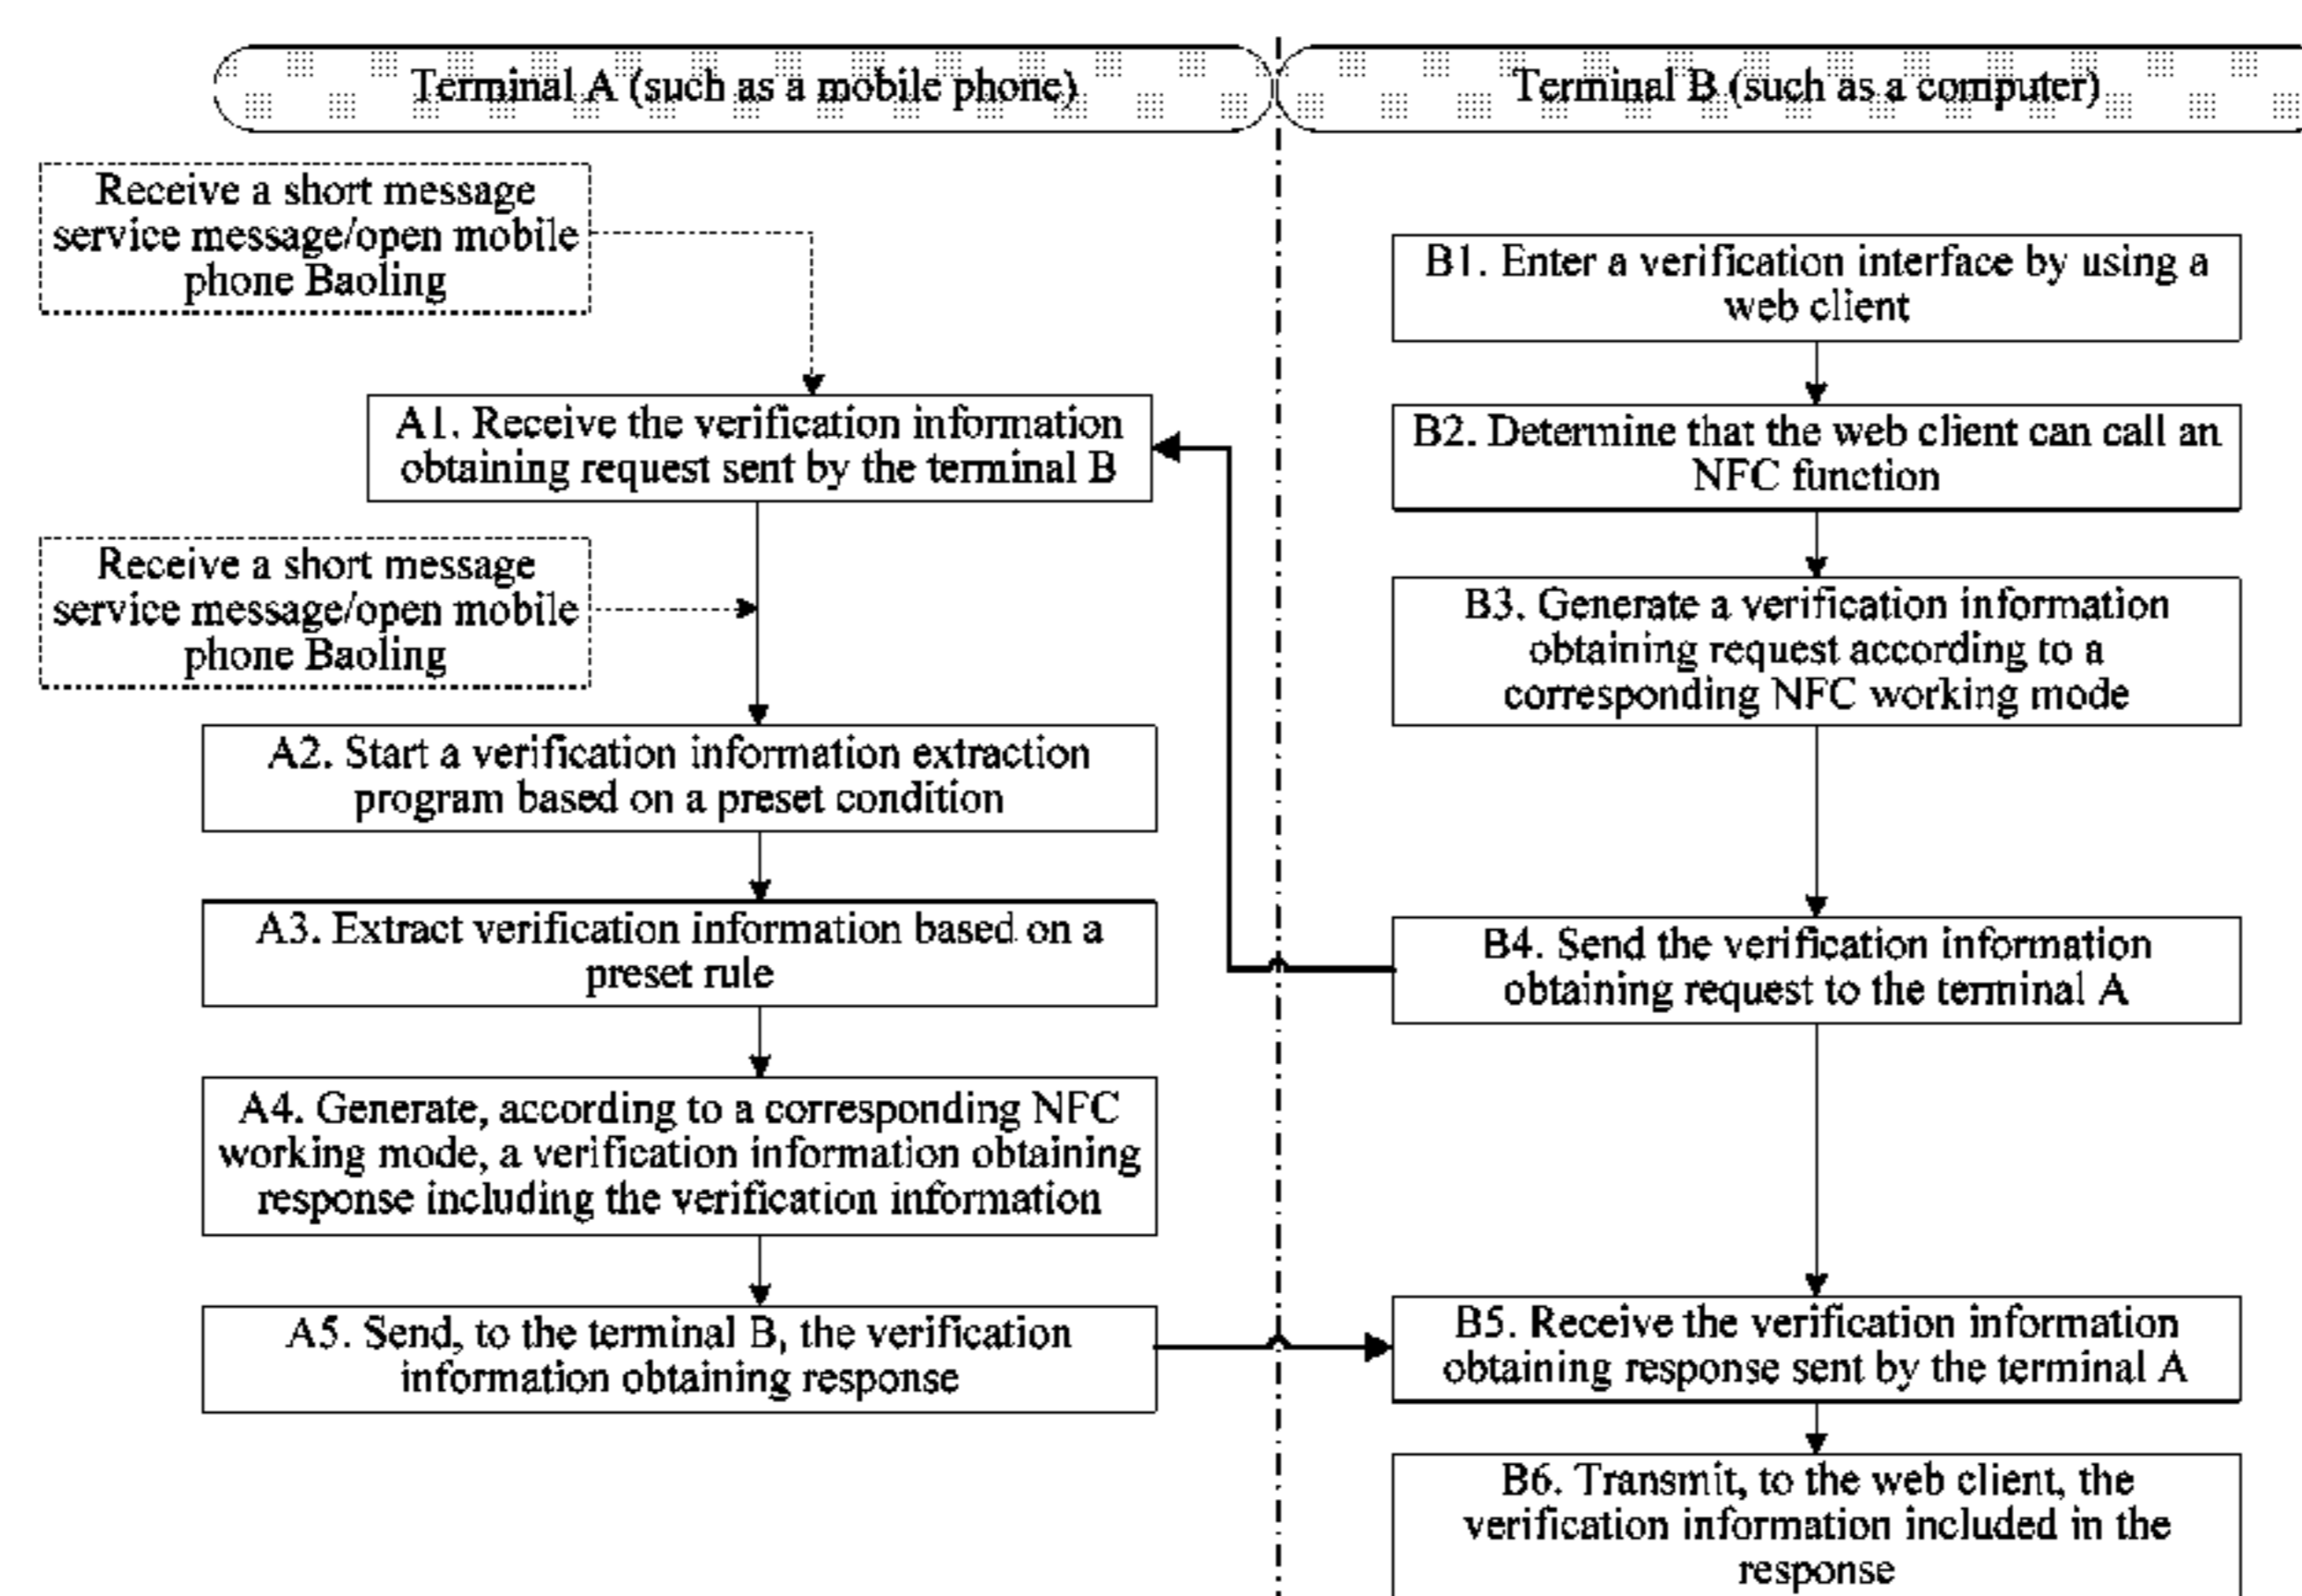 Terminal A (such as a mobile phone)
Terminal B (such as a computer)
Receive a short message
service message/open mobile
phone Baoling
A1. Receive the verification information
obtaining request sent by the terminal B
Receive a short message
service message/open mobile
phone Baoling
A2. Start a verification information extraction
program based on a preset condition
A3. Extract verification information based on a
preset rule
A4. Generate, according to a corresponding NFC
working mode, a verification information obtaining
response including the verification information
A5. Send, to the terminal B, the verification
information obtaining response
B1. Enter a verification interface by using a
web client
B2. Determine that the web client can call an
NFC function
B3. Generate a verification information
obtaining request according to a
corresponding NFC working mode
B4. Send the verification information
obtaining request to the terminal A
B5. Receive the verification information
obtaining response sent by the terminal A
B6. Transmit, to the web client, the
verification information included in the
response